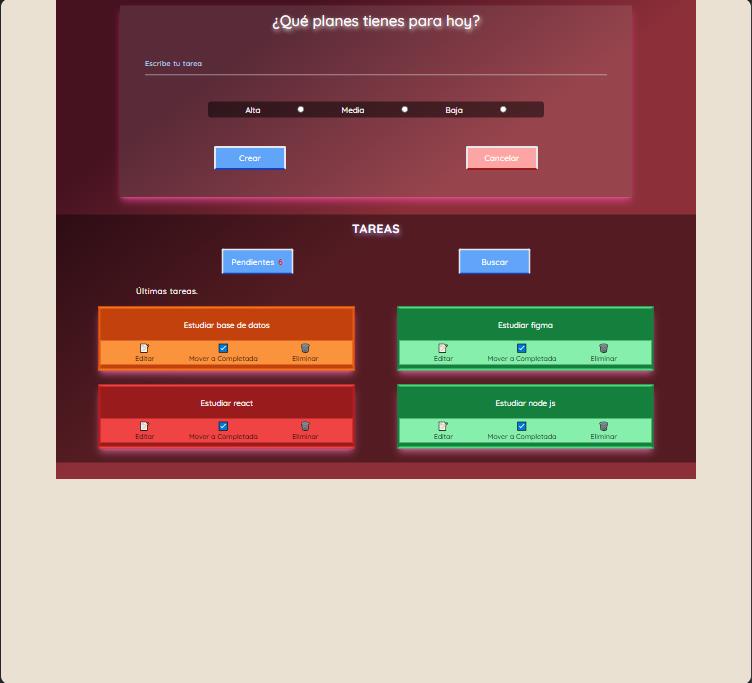 ¿Qué planes tienes para hoy?
Escribe tu tarea
Alta Media Baja
Crear Cancelar
TAREAS
Pendientes 6 Buscar
Últimas tareas.
Estudiar base de datos
Editar Mover a Completada Eliminar
Estudiar figma
Editar Mover a Completada Eliminar
Estudiar react
Editar Mover a Completada Eliminar
Estudiar node js
Editar Mover a Completada Eliminar